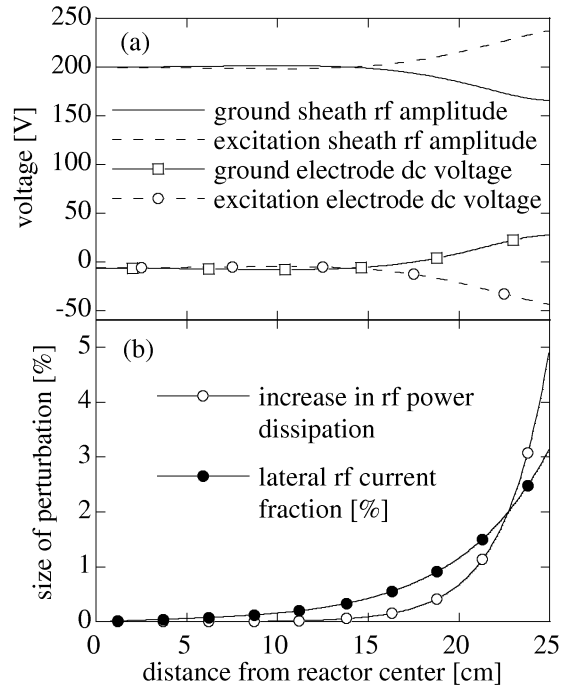 250
(a)
200
ground sheath rf amplitude
150
excitation sheath rf amplitude
100
ground electrode dc voltage
50
excitation electrode dc voltage
0
-50
voltage [V]
(b)
5
increase in rf power
dissipation
4
3
lateral rf current
fraction [%]
2
1
0
size of perturbation [%]
0 5 10 15 20 25
distance from reactor center [cm]